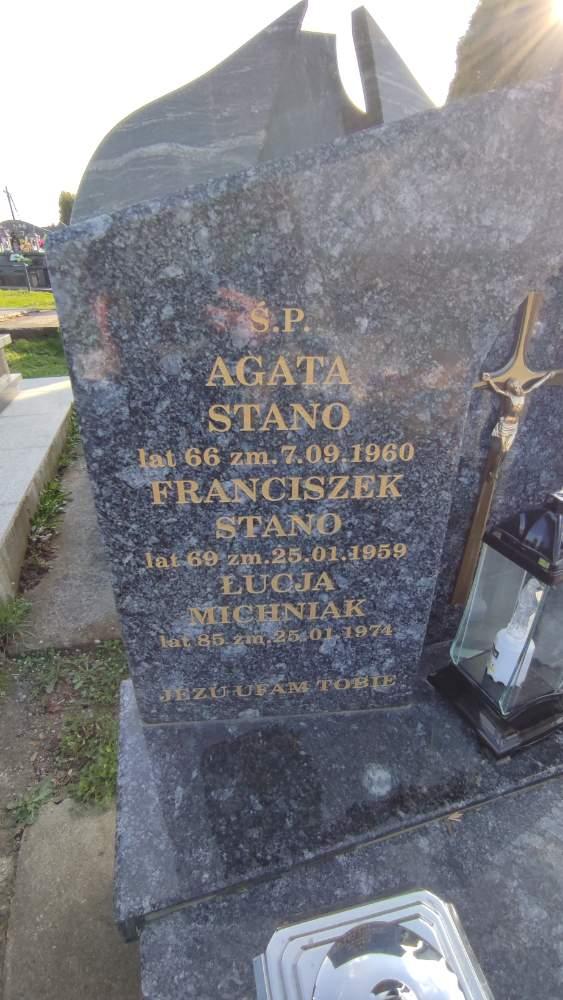 Ś.P.
AGATA
STANO
lat 66 zm.7.09.1960
FRANCISZEK
STANO
lat 69 zm.25.01.1959
ŁUCJA
MICHNIAK
lat 85 zm.25.01.1974
JEZU UFAM TOBIE